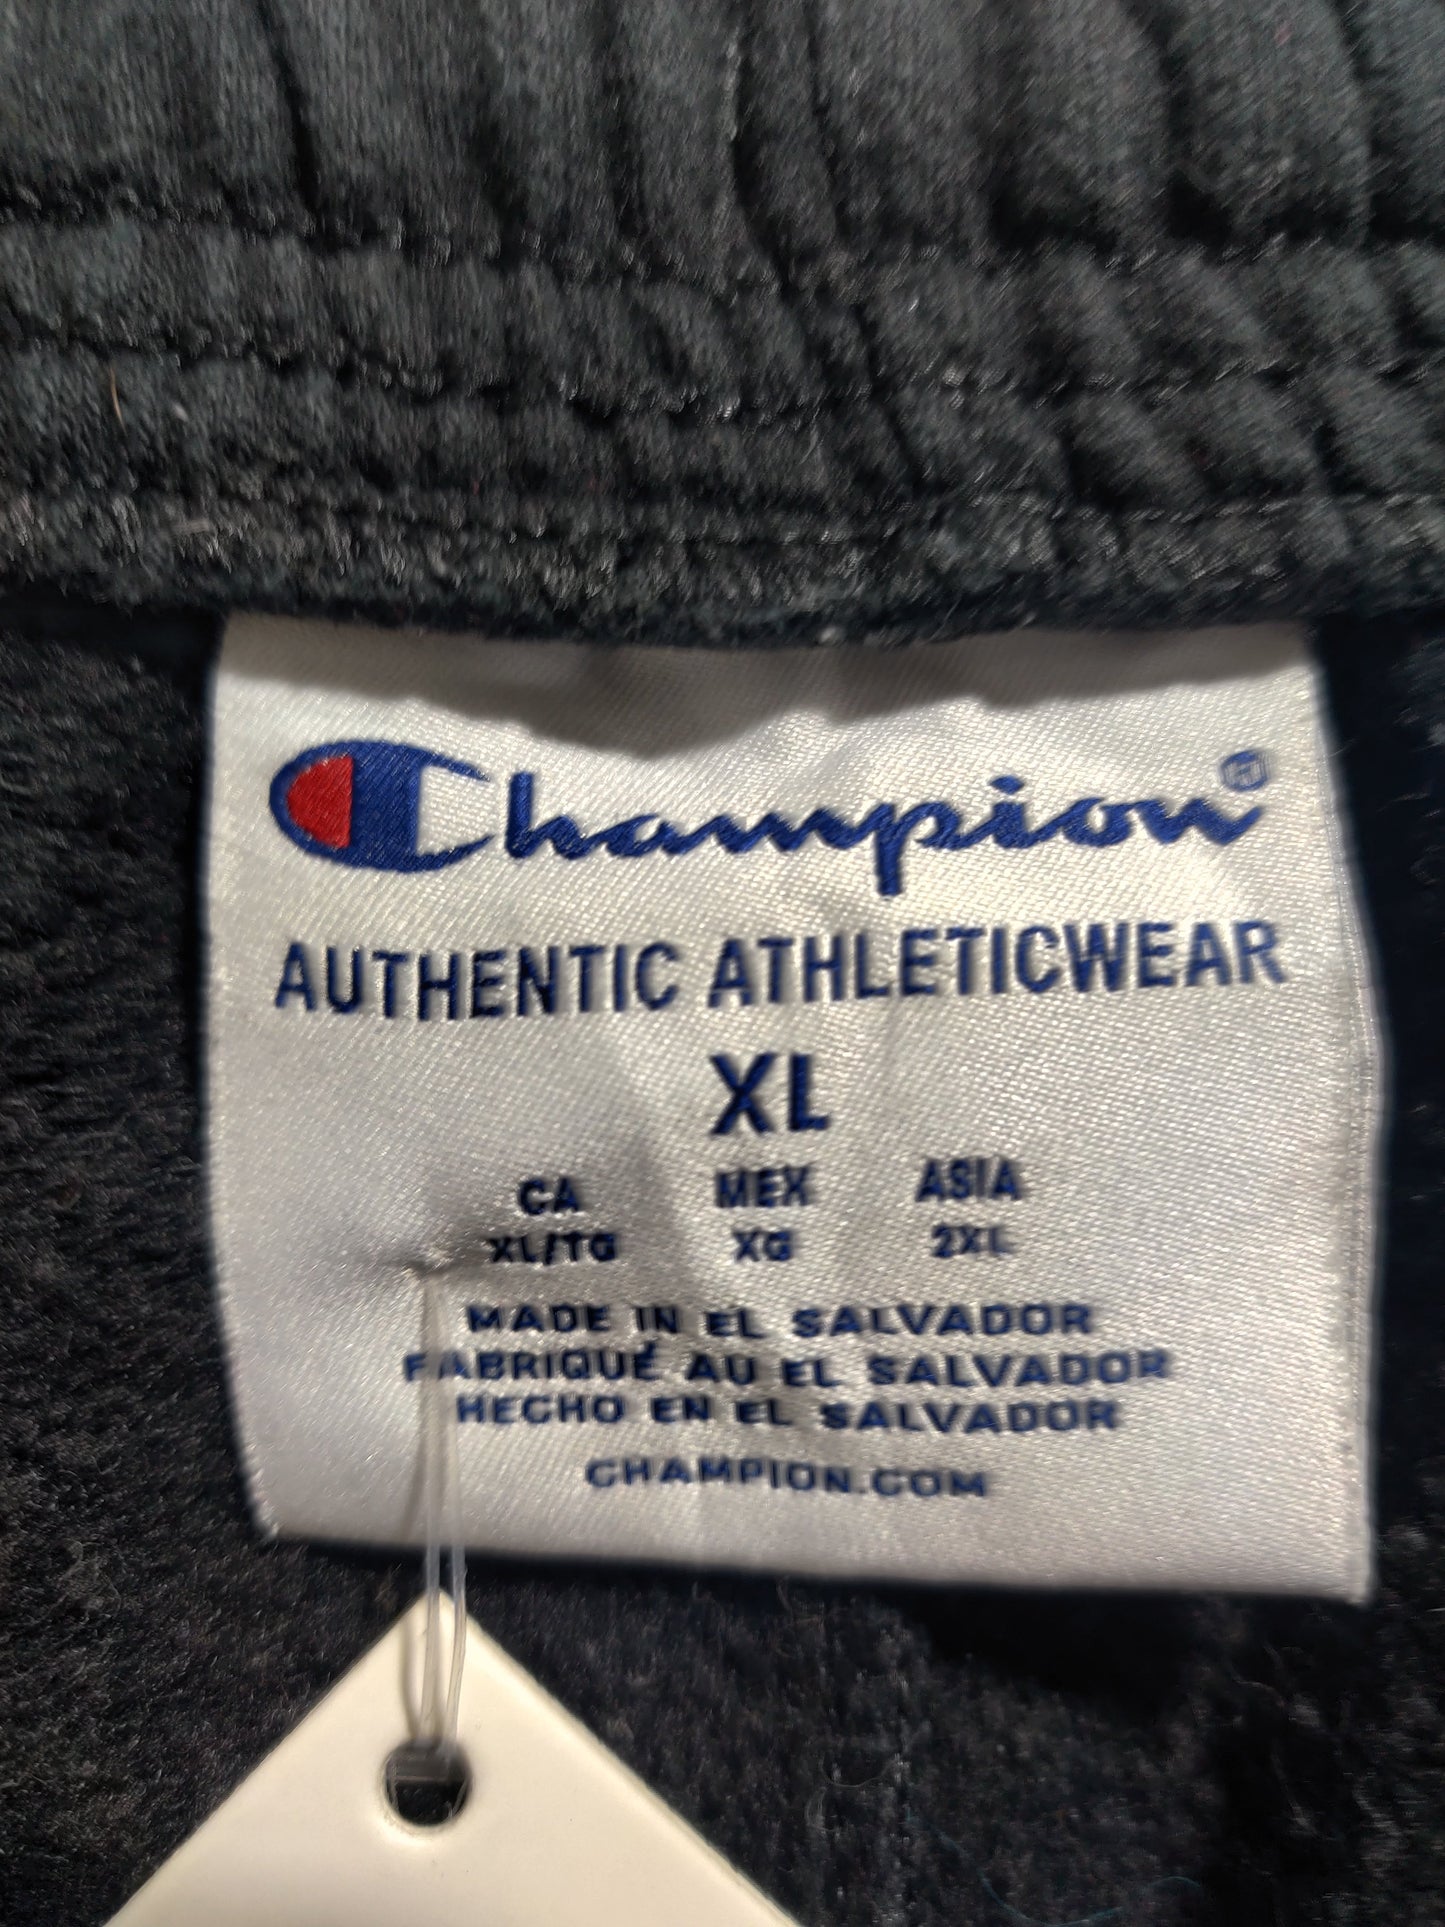 Champion®
AUTHENTIC ATHLETICWEAR
XL
CA MEX ASIA
XL/TG XG 2XL
MADE IN EL SALVADOR
FABRIQUÉ AU EL SALVADOR
HECHO EN EL SALVADOR
CHAMPION.COM